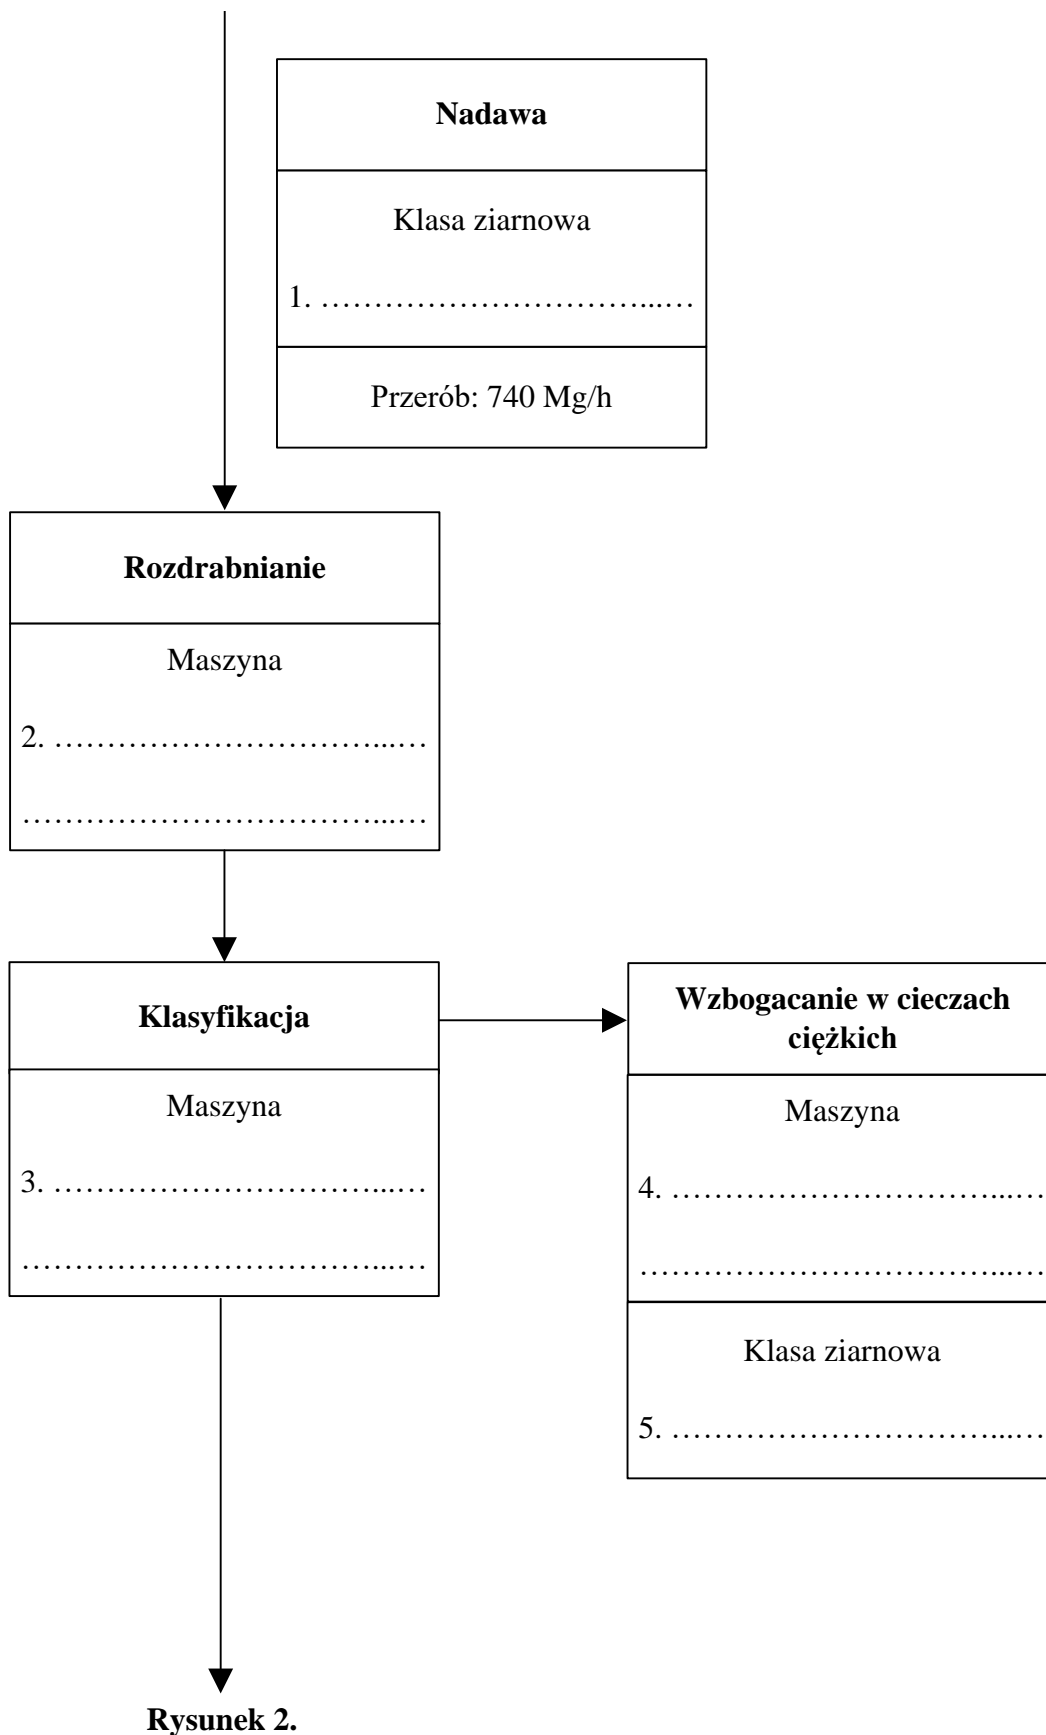 Nadawa
Klasa ziarnowa
1. …………………………...…
Przerób: 740 Mg/h
Rozdrabnianie
Maszyna
2. …………………………...…
……………………………...…
Klasyfikacja
Maszyna
3. …………………………...…
……………………………...…
Wzbogacanie w cieczach
ciężkich
Maszyna
4. …………………………...…
……………………………...…
Klasa ziarnowa
5. …………………………...…
Rysunek 2.